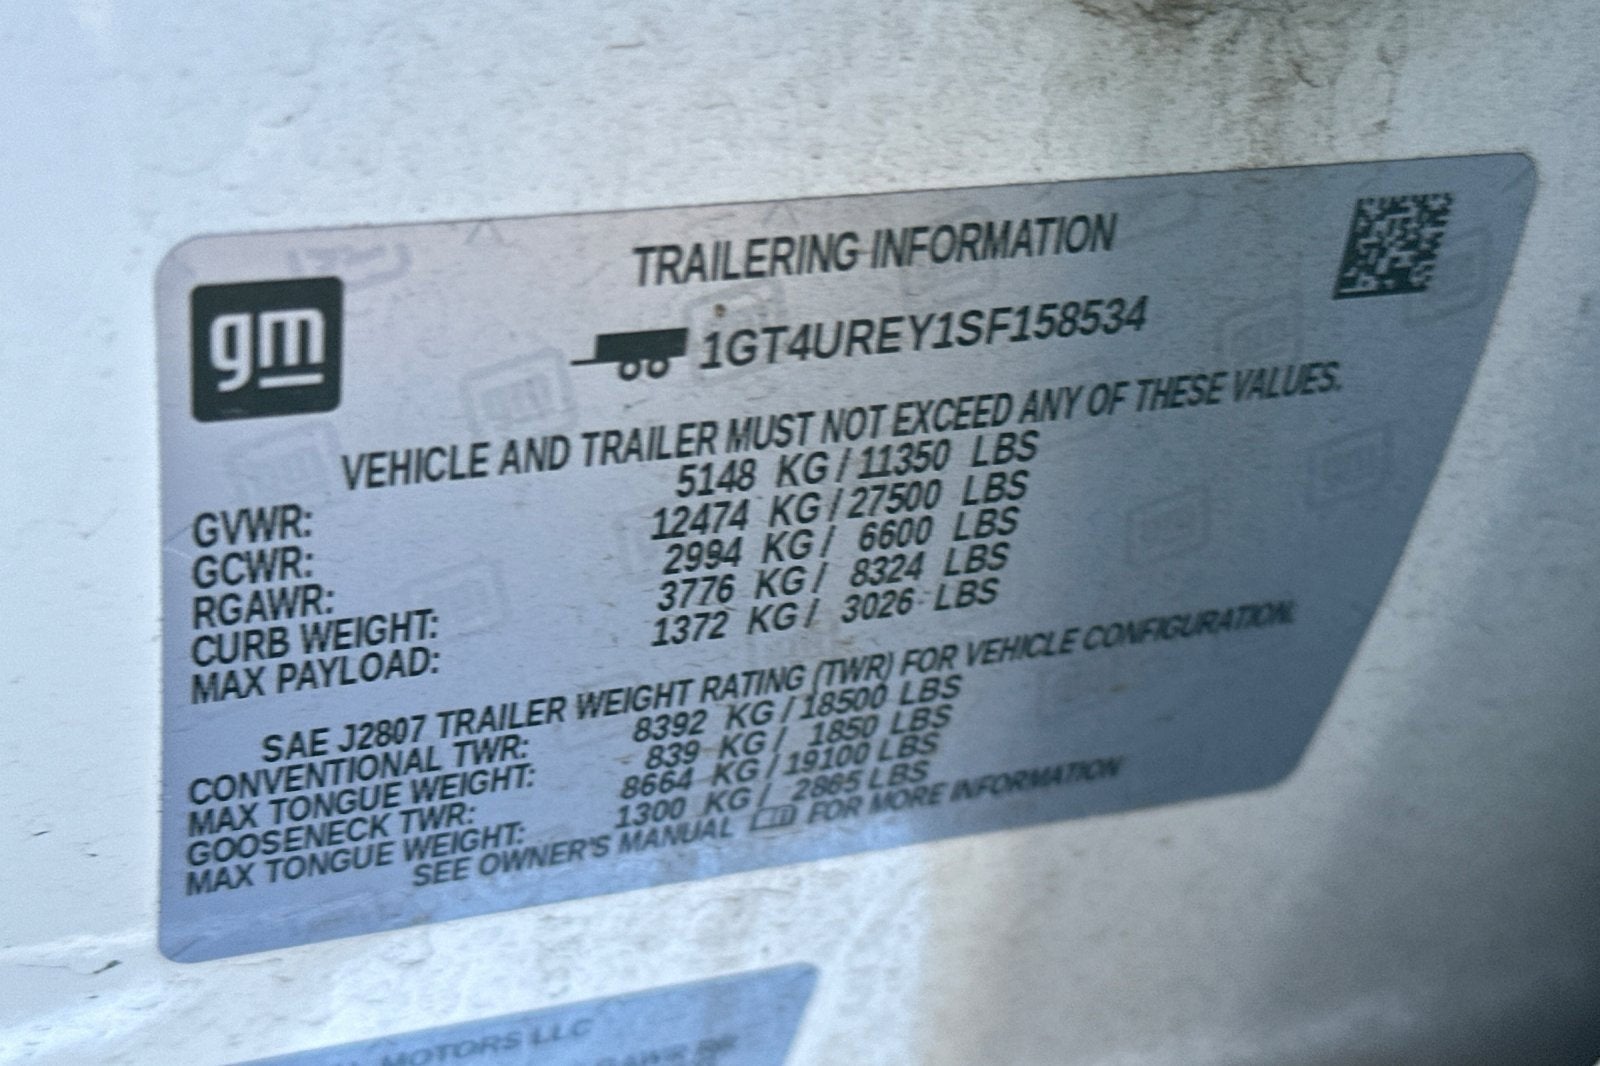 gm
TRAILERING INFORMATION
1GT4UREY1SF158534
VEHICLE AND TRAILER MUST NOT EXCEED ANY OF THESE VALUES.
GVWR: 5148 KG / 11350 LBS
GCWR: 12474 KG / 27500 LBS
RGAWR: 2994 KG / 6600 LBS
CURB WEIGHT: 3776 KG / 8324 LBS
MAX PAYLOAD: 1372 KG / 3026 LBS
SAE J2807 TRAILER WEIGHT RATING (TWR) FOR VEHICLE CONFIGURATION.
CONVENTIONAL TWR: 8392 KG / 18500 LBS
MAX TONGUE WEIGHT: 839 KG / 1850 LBS
GOOSENECK TWR: 8664 KG / 19100 LBS
MAX TONGUE WEIGHT: 1300 KG / 2865 LBS
SEE OWNER'S MANUAL FOR MORE INFORMATION
MOTORS LLC